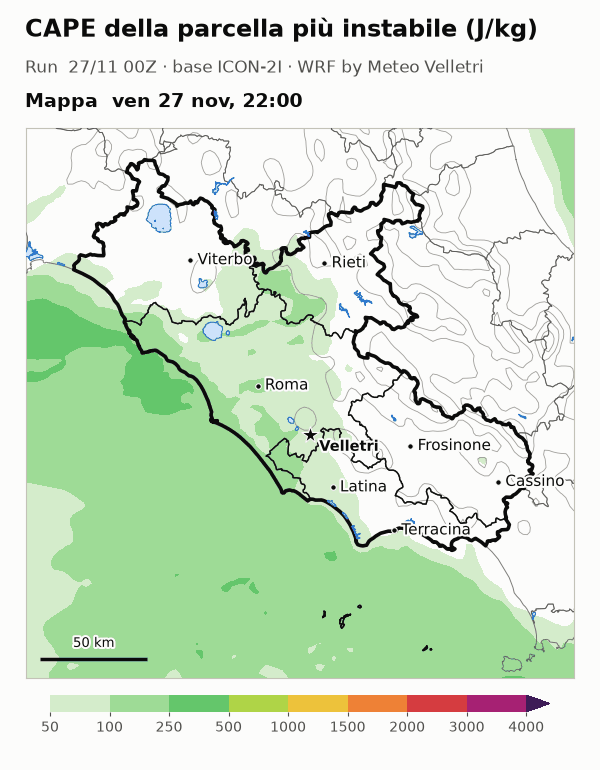 CAPE della parcella più instabile (J/kg)
Run  27/11 00Z · base ICON-2I · WRF by Meteo Velletri
Mappa  ven 27 nov, 22:00
Viterbo
Rieti
Roma
Velletri
Frosinone
Latina
Cassino
Terracina
50 km
50 100 250 500 1000 1500 2000 3000 4000